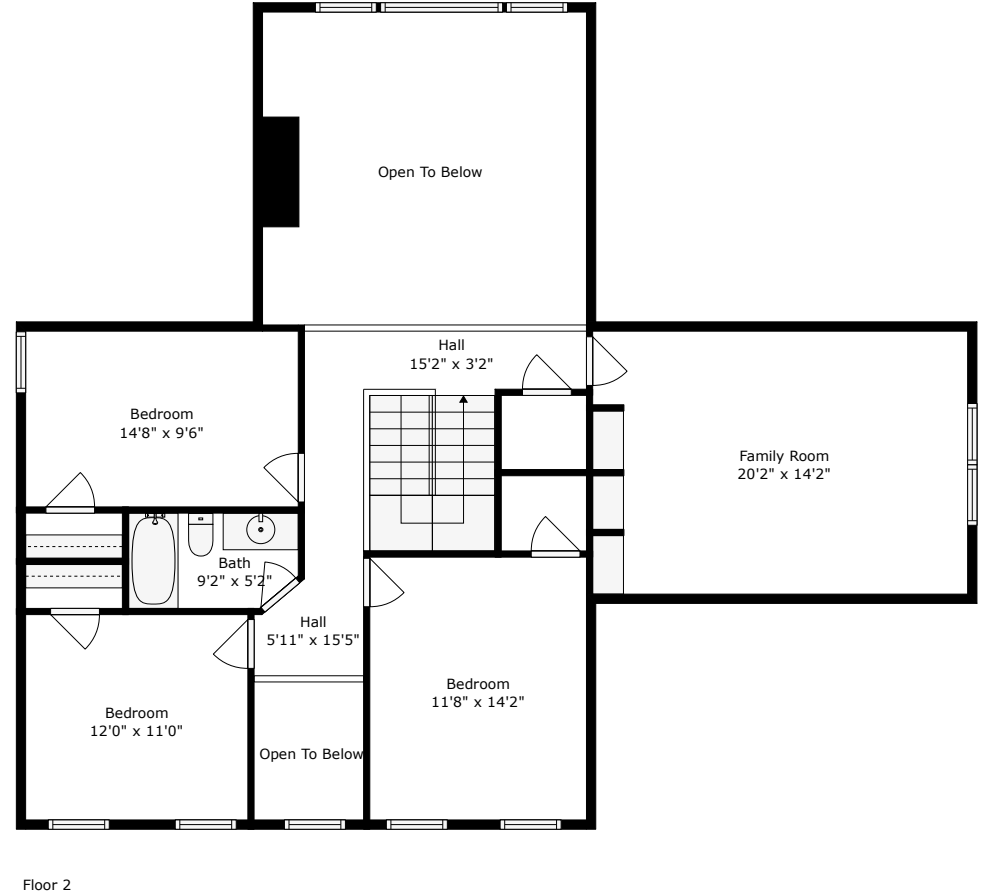 Open To Below
Hall
15'2" x 3'2"
Bedroom
14'8" x 9'6"
Family Room
20'2" x 14'2"
Bath
9'2" x 5'2"
Hall
5'11" x 15'5"
Bedroom
11'8" x 14'2"
Bedroom
12'0" x 11'0"
Open To Below
Floor 2